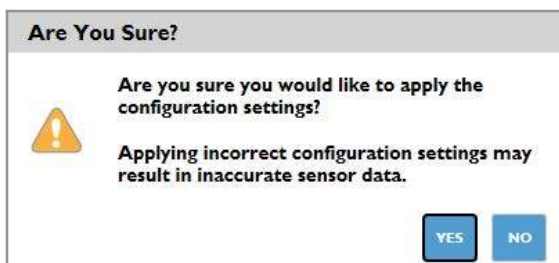 Are You Sure?
Are you sure you would like to apply the
configuration settings?
Applying incorrect configuration settings may
result in inaccurate sensor data.
YES
NO